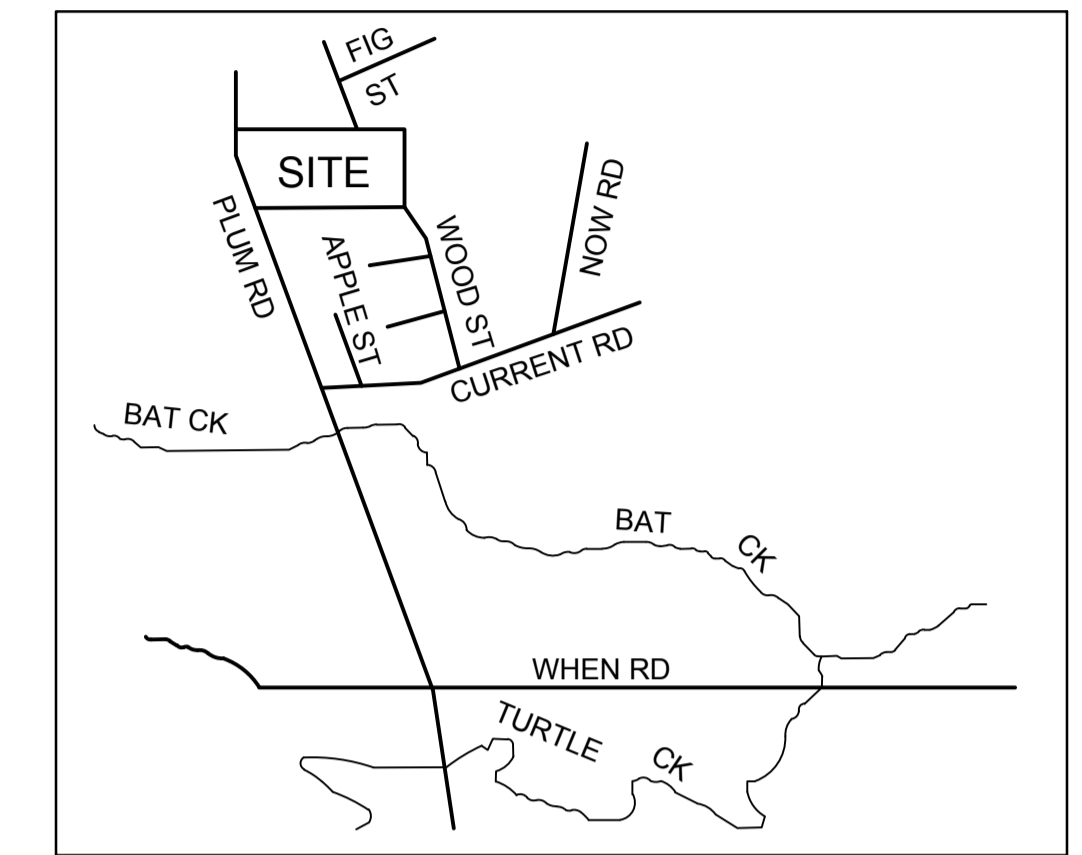 FIG
ST
SITE
PLUM RD
APPLE ST
WOOD ST
NOW RD
CURRENT RD
BAT CK
BAT
CK
WHEN RD
TURTLE
CK